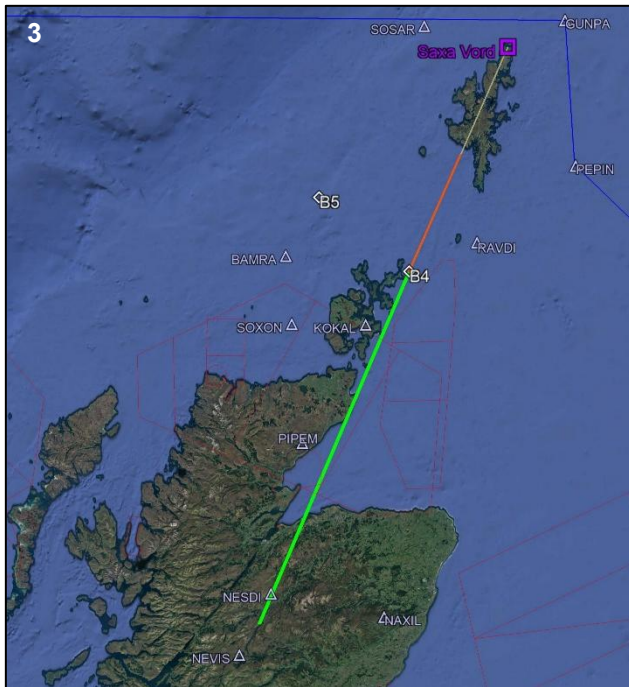 3
SOSAR
GUNPA
Saxa Vord
PEPIN
B5
BAMRA
RAVDI
B4
SOXON
KOKAL
PIPEM
NESDI
NAXIL
NEVIS